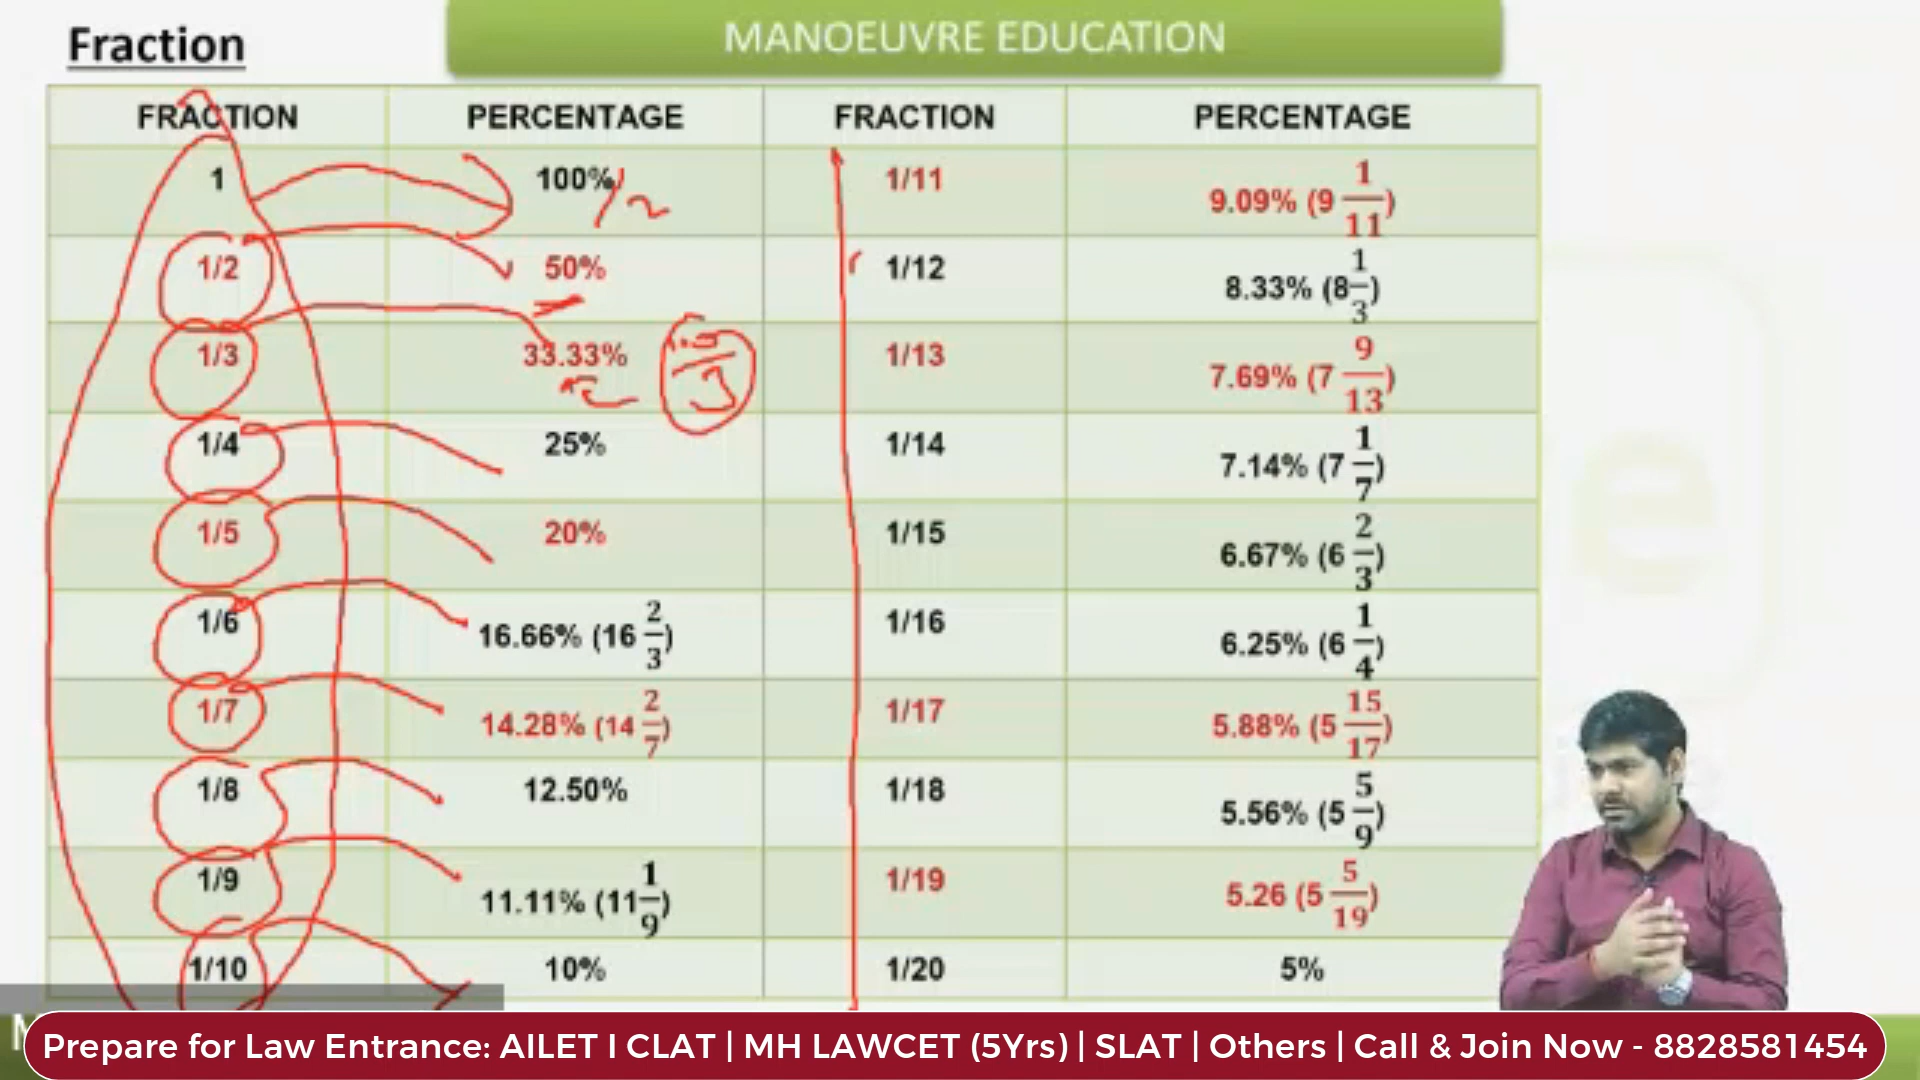 Fraction
MANOEUVRE EDUCATION
FRACTION PERCENTAGE FRACTION PERCENTAGE
1 100%/2 1/11 9.09% (9 1/11)
1/2 50% 1/12 8.33% (8 1/3)
1/3 33.33% 1/13 7.69% (7 9/13)
1/4 25% 1/14 7.14% (7 1/7)
1/5 20% 1/15 6.67% (6 2/3)
1/6 16.66% (16 2/3) 1/16 6.25% (6 1/4)
1/7 14.28% (14 2/7) 1/17 5.88% (5 15/17)
1/8 12.50% 1/18 5.56% (5 5/9)
1/9 11.11% (11 1/9) 1/19 5.26 (5 5/19)
1/10 10% 1/20 5%
Prepare for Law Entrance: AILET I CLAT | MH LAWCET (5Yrs) | SLAT | Others | Call & Join Now - 8828581454